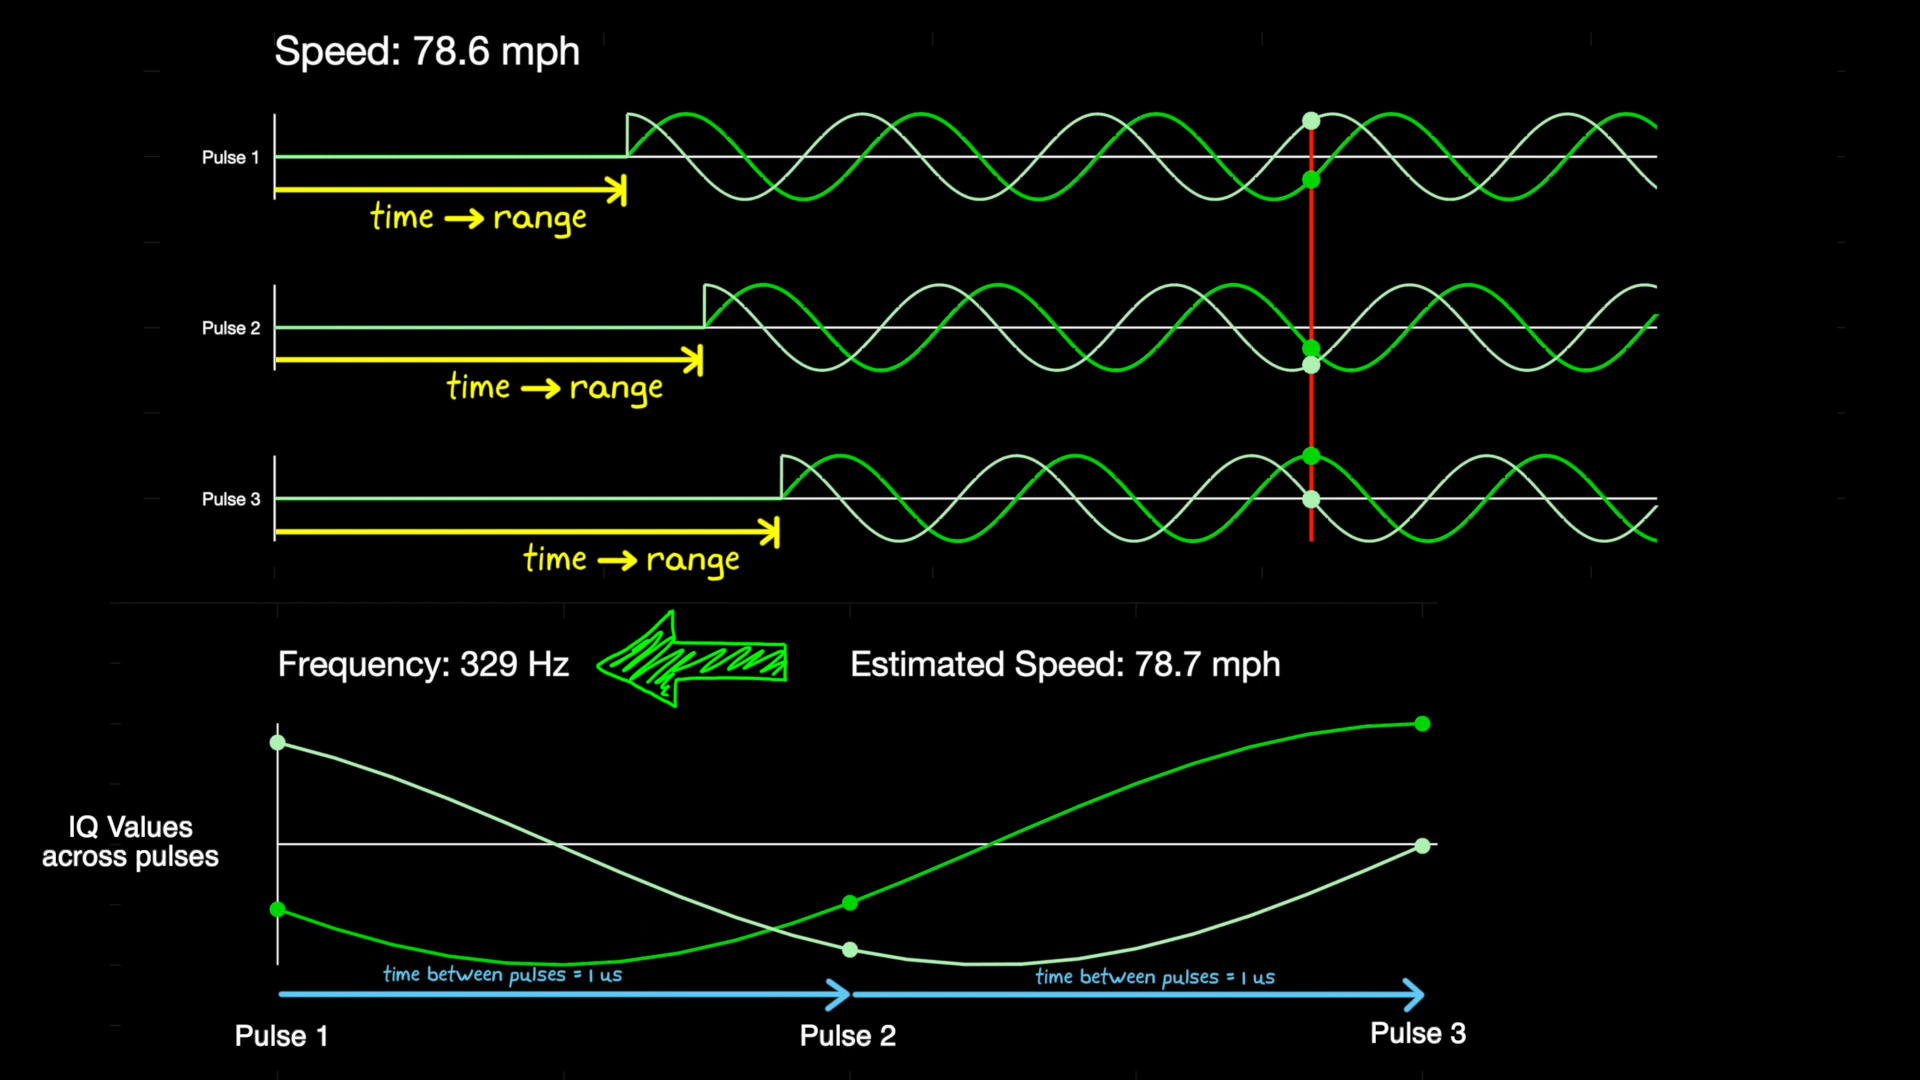 Speed: 78.6 mph
Pulse 1
time → range
Pulse 2
time → range
Pulse 3
time → range
Frequency: 329 Hz
Estimated Speed: 78.7 mph
IQ Values
across pulses
time between pulses = 1 us
time between pulses = 1 us
Pulse 1
Pulse 2
Pulse 3